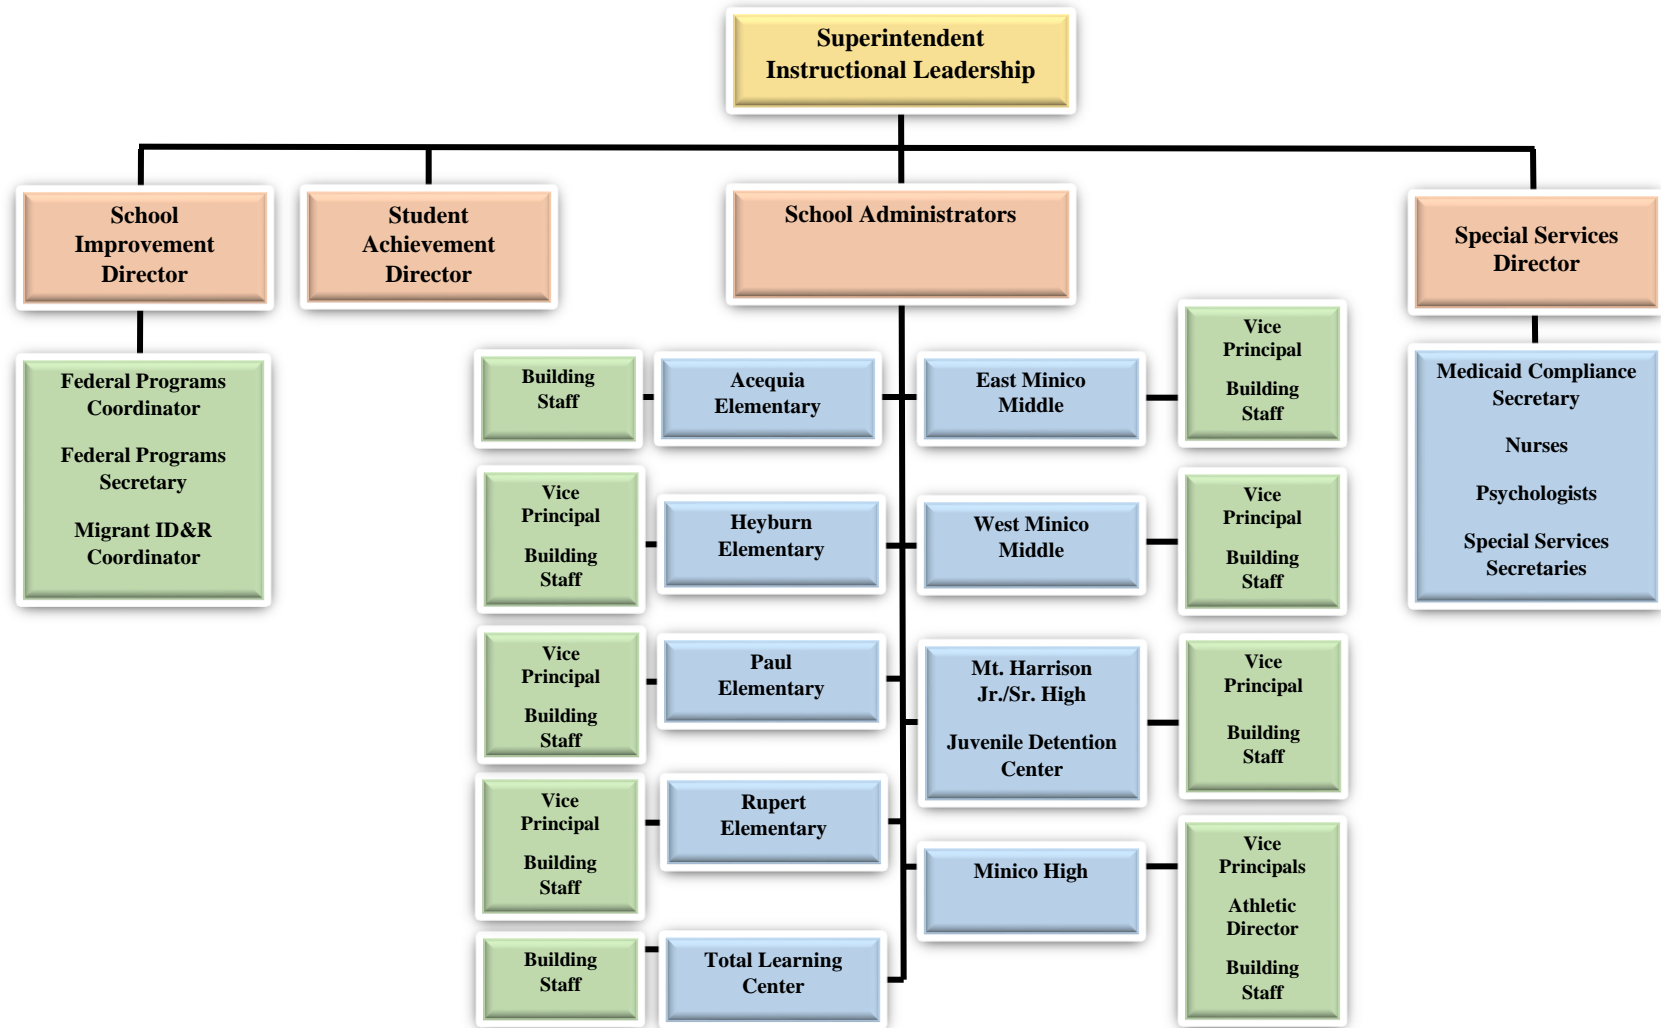 Superintendent
Instructional Leadership
School
Improvement
Director
Student
Achievement
Director
School Administrators
Special Services
Director
Federal Programs
Coordinator
Federal Programs
Secretary
Migrant ID&R
Coordinator
Building
Staff
Acequia
Elementary
East Minico
Middle
Vice
Principal
Building
Staff
Medicaid Compliance
Secretary
Nurses
Psychologists
Special Services
Secretaries
Vice
Principal
Building
Staff
Heyburn
Elementary
West Minico
Middle
Vice
Principal
Building
Staff
Vice
Principal
Building
Staff
Paul
Elementary
Mt. Harrison
Jr./Sr. High
Juvenile Detention
Center
Vice
Principal
Building
Staff
Vice
Principal
Building
Staff
Rupert
Elementary
Minico High
Vice
Principals
Athletic
Director
Building
Staff
Building
Staff
Total Learning
Center